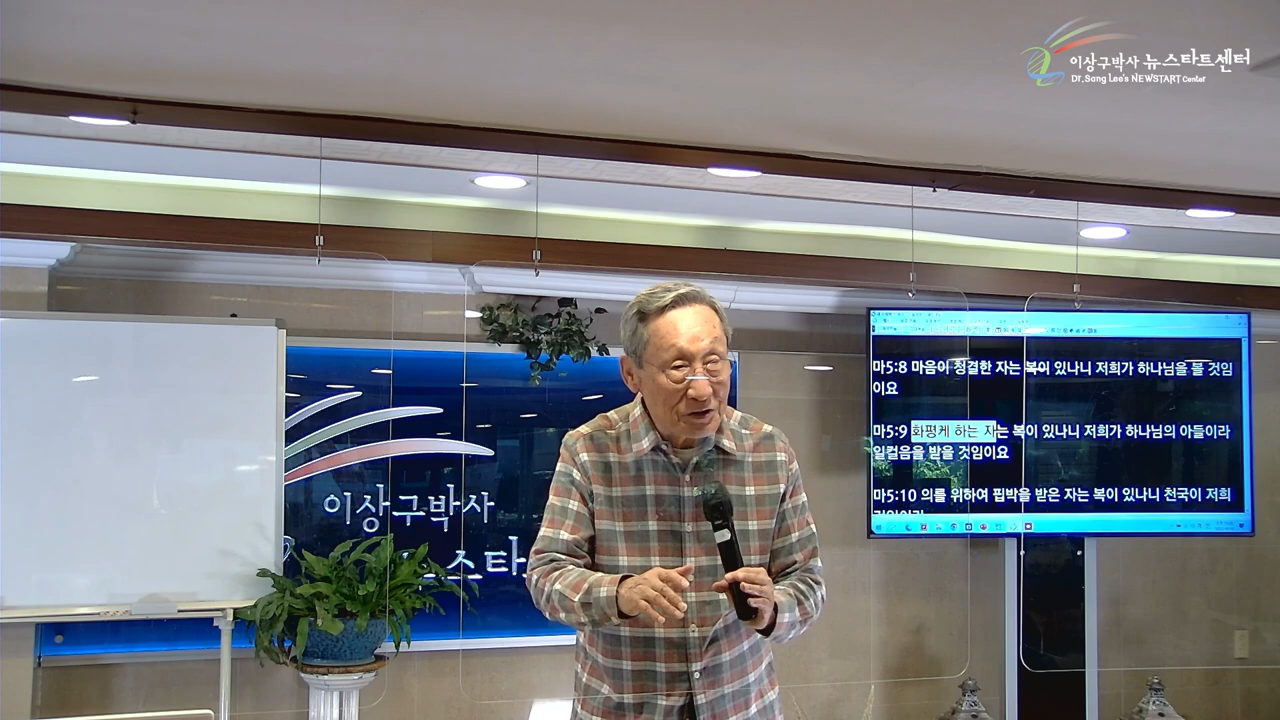 이상구박사 뉴스타트센터
Dr. Sang Lee's NEWSTART Center
마5:8 마음이 청결한 자는 복이 있나니 저희가 하나님을 볼 것임
이요
마5:9 화평케 하는 자는 복이 있나니 저희가 하나님의 아들이라
일컬음을 받을 것임이요
마5:10 의를 위하여 핍박을 받은 자는 복이 있나니 천국이 저희
이상구박사
스타